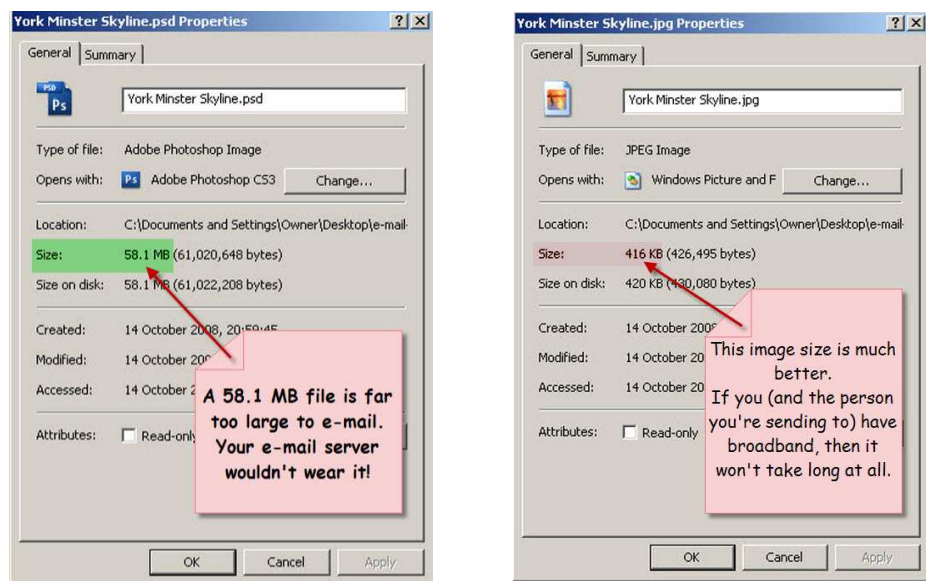 York Minster Skyline.psd Properties
General
Summary
PSD
Ps
York Minster Skyline.psd
Type of file: Adobe Photoshop Image
Opens with: Ps Adobe Photoshop CS3 Change...
Location: C:\Documents and Settings\Owner\Desktop\e-mail
Size: 58.1 MB (61,020,648 bytes)
Size on disk: 58.1 MB (61,022,208 bytes)
Created: 14 October 2008, 20:59:45
Modified: 14 October
Accessed: 14 October
Attributes: Read-only
A 58.1 MB file is far
too large to e-mail.
Your e-mail server
wouldn't wear it!
OK Cancel Apply
York Minster Skyline.jpg Properties
General
Summary
York Minster Skyline.jpg
Type of file: JPEG Image
Opens with: Windows Picture and F Change...
Location: C:\Documents and Settings\Owner\Desktop\e-mail
Size: 416 KB (426,495 bytes)
Size on disk: 420 KB (430,080 bytes)
Created: 14 October 2008
Modified: 14 October 20
Accessed: 14 October 20
Attributes: Read-only
This image size is much
better.
If you (and the person
you're sending to) have
broadband, then it
won't take long at all.
OK Cancel Apply